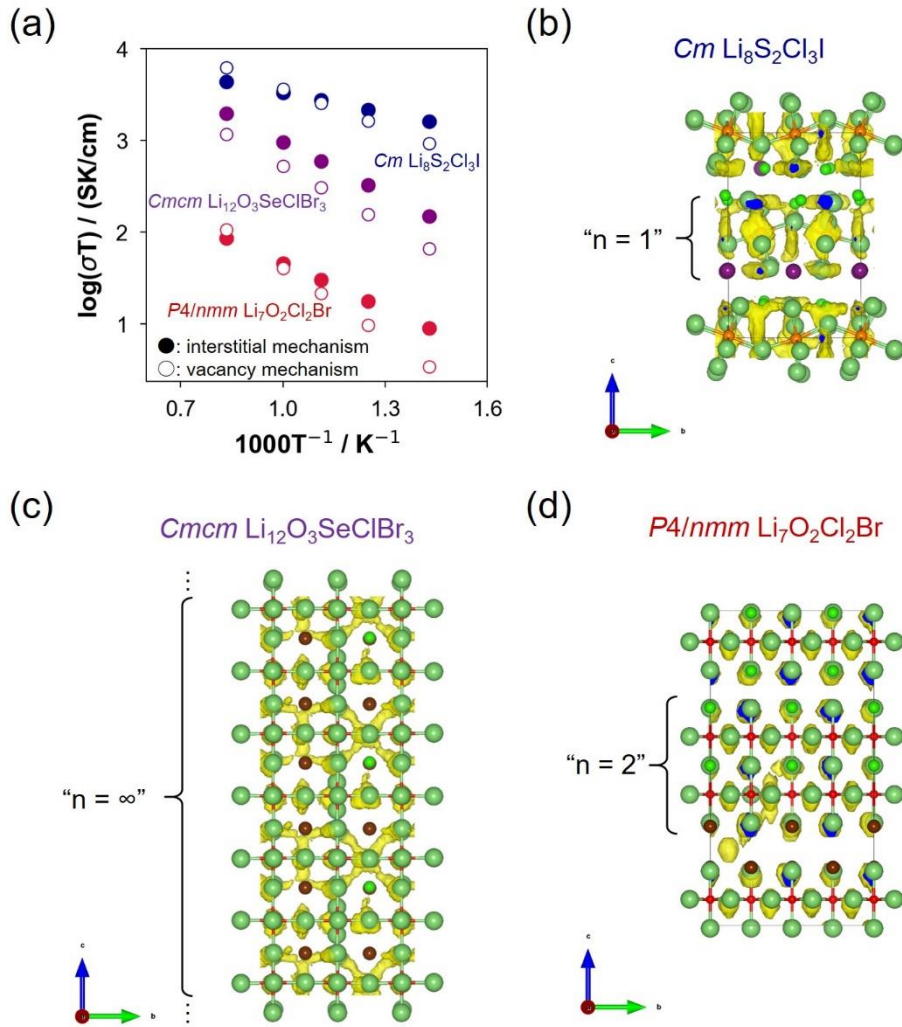 (a)
4
3
2
1
log(σT) / (SK/cm)
Cm Li₈S₂Cl₃I
Cmcm Li₁₂O₃SeClBr₃
P4/nmm Li₇O₂Cl₂Br
●: interstitial mechanism
○: vacancy mechanism
0.7 1.0 1.3 1.6
1000T⁻¹ / K⁻¹
(b)
Cm Li₈S₂Cl₃I
“n = 1”
c
b
(c)
Cmcm Li₁₂O₃SeClBr₃
“n = ∞”
c
b
(d)
P4/nmm Li₇O₂Cl₂Br
“n = 2”
c
b